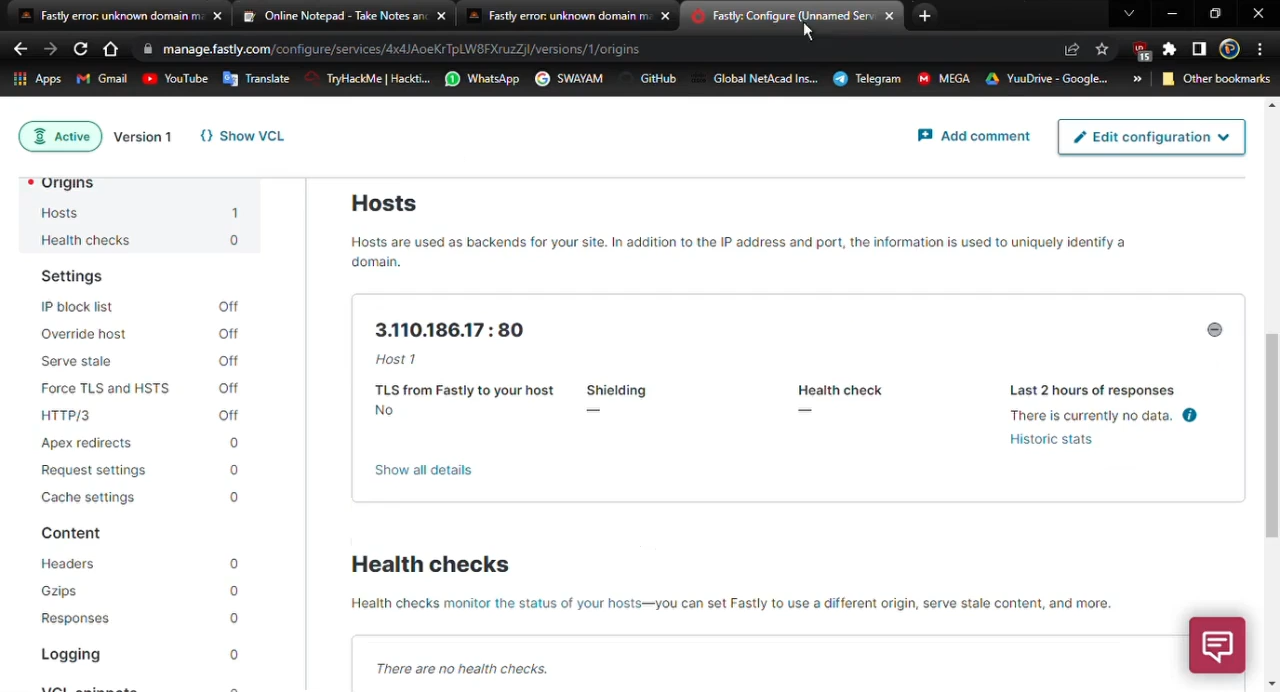 Fastly error: unknown domain ma
Online Notepad - Take Notes and
Fastly error: unknown domain ma
Fastly: Configure (Unnamed Serv
manage.fastly.com/configure/services/4x4JAoeKrTpLW8FXruzZjI/versions/1/origins
15
Apps
Gmail
YouTube
Translate
TryHackMe | Hackti...
WhatsApp
SWAYAM
GitHub
Global NetAcad Ins...
Telegram
MEGA
YuuDrive - Google...
»
Other bookmarks
Active
Version 1
{} Show VCL
Add comment
Edit configuration
Origins
Hosts 1
Health checks 0
Settings
IP block list Off
Override host Off
Serve stale Off
Force TLS and HSTS Off
HTTP/3 Off
Apex redirects 0
Request settings 0
Cache settings 0
Content
Headers 0
Gzips 0
Responses 0
Logging 0
VCL snippets 0
Hosts
Hosts are used as backends for your site. In addition to the IP address and port, the information is used to uniquely identify a
domain.
3.110.186.17 : 80
Host 1
TLS from Fastly to your host
No
Shielding
—
Health check
—
Last 2 hours of responses
There is currently no data.
Historic stats
Show all details
Health checks
Health checks monitor the status of your hosts—you can set Fastly to use a different origin, serve stale content, and more.
There are no health checks.